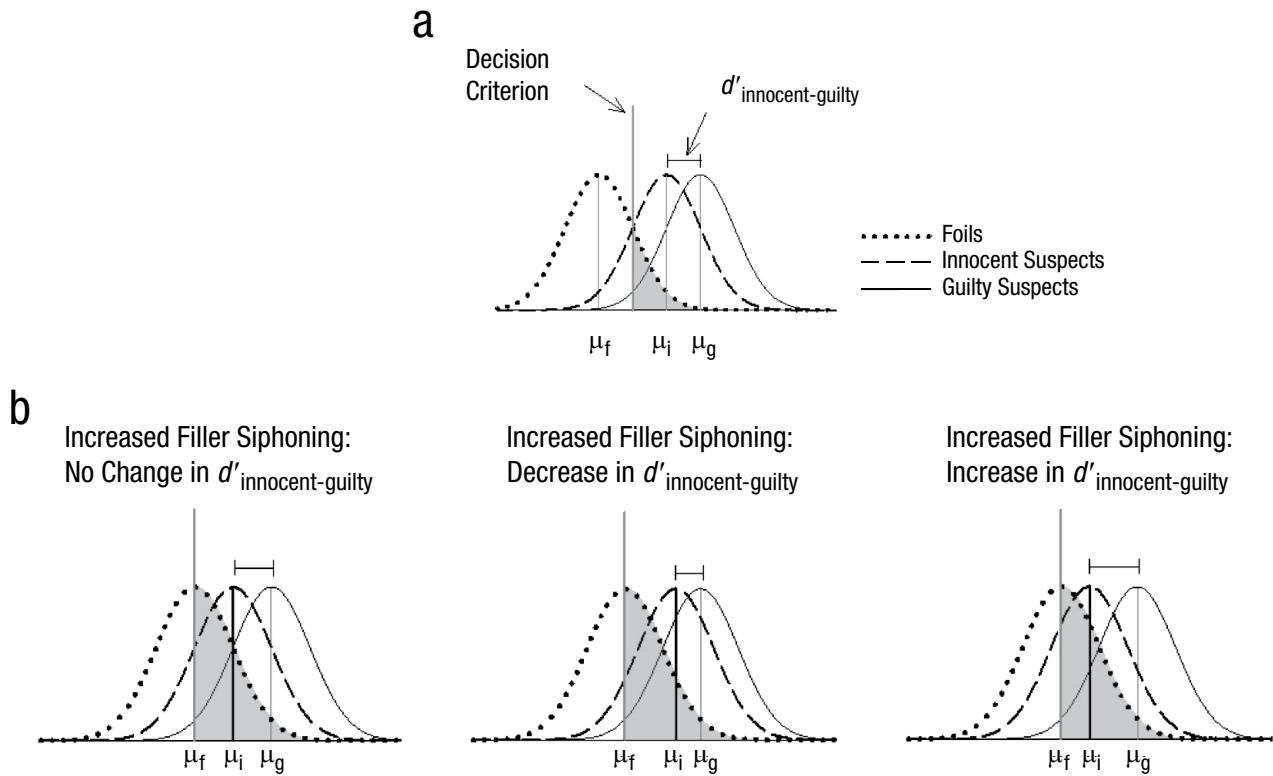 a
Decision
Criterion
d′innocent-guilty
Foils
Innocent Suspects
Guilty Suspects
μf μi μg
b
Increased Filler Siphoning:
No Change in d′innocent-guilty
Increased Filler Siphoning:
Decrease in d′innocent-guilty
Increased Filler Siphoning:
Increase in d′innocent-guilty
μf μi μg
μf μi μg
μf μi μg